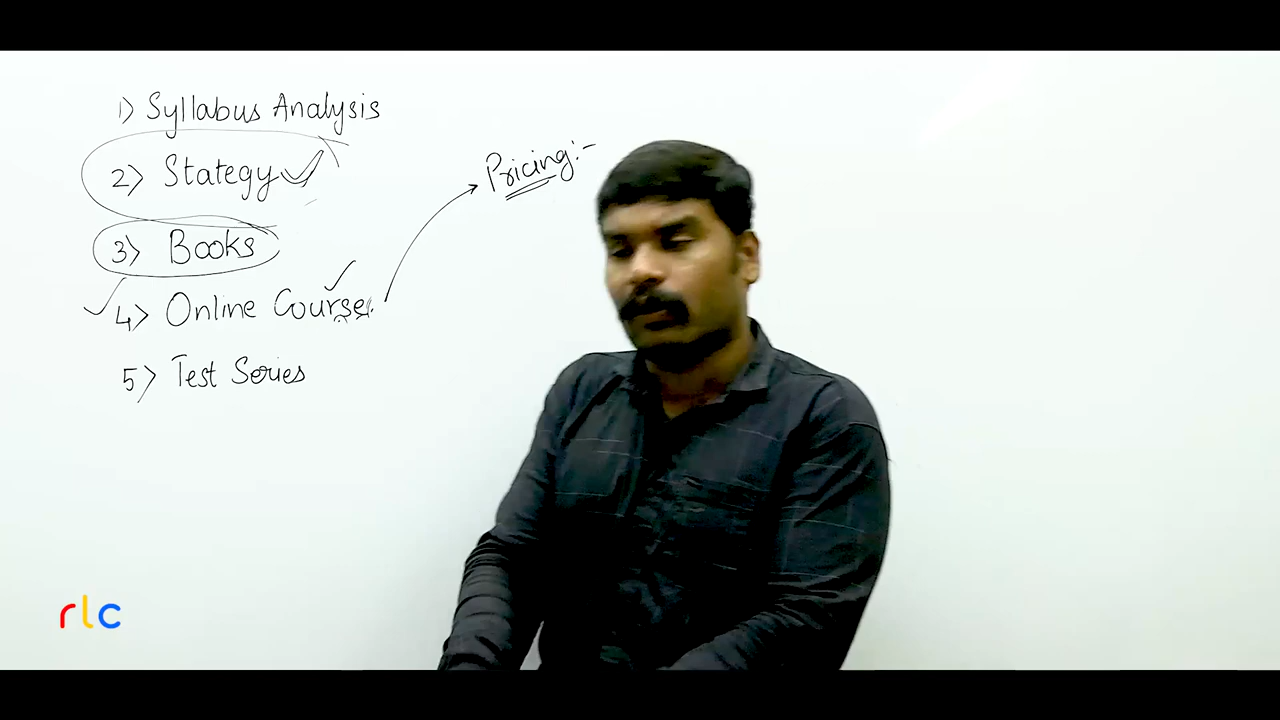 1) Syllabus Analysis
2) Stategy
3) Books
4) Online Course.
5) Test Series
Pricing:-
rlc